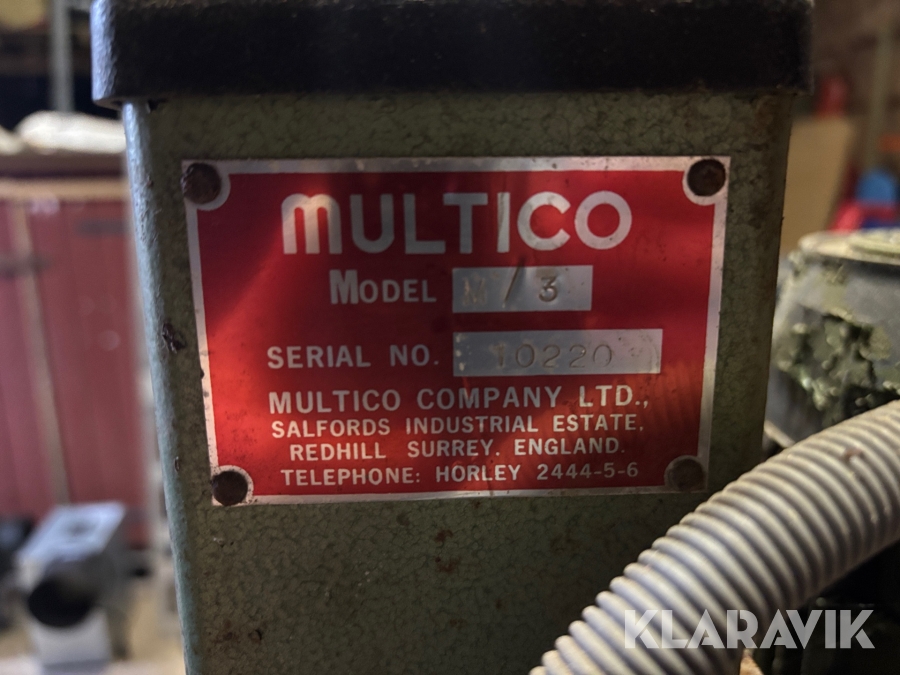 MULTICO
MODEL M/3
SERIAL NO. 10220
MULTICO COMPANY LTD.,
SALFORDS INDUSTRIAL ESTATE,
REDHILL SURREY. ENGLAND.
TELEPHONE: HORLEY 2444-5-6
KLARAVIK